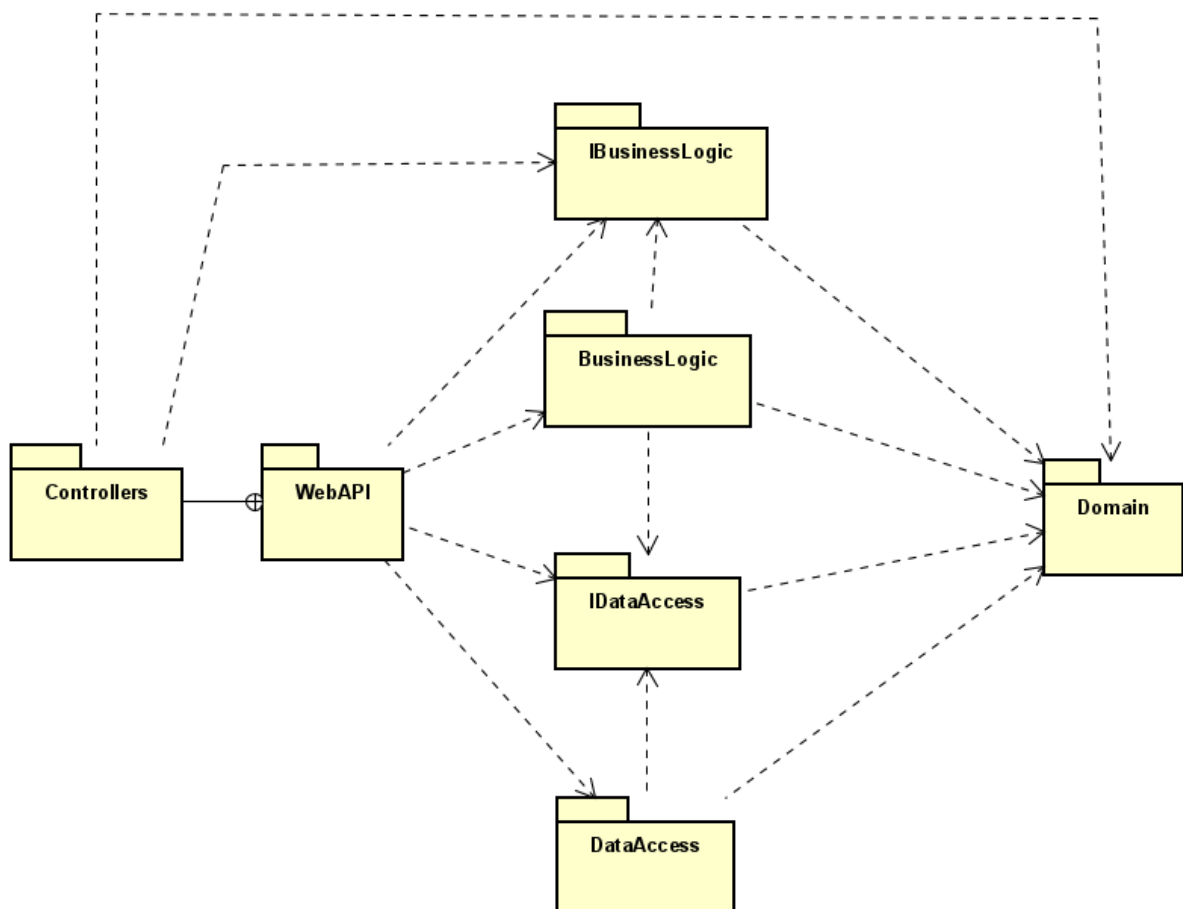 IBusinessLogic
BusinessLogic
Controllers
WebAPI
Domain
IDataAccess
DataAccess